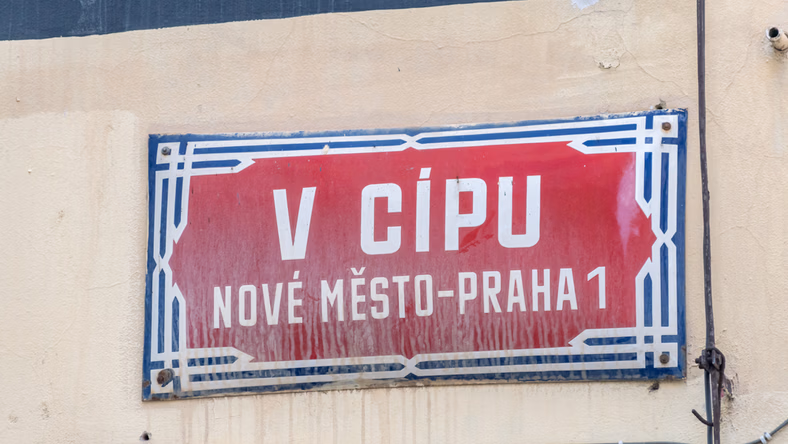 V CÍPU
NOVÉ MĚSTO-PRAHA 1